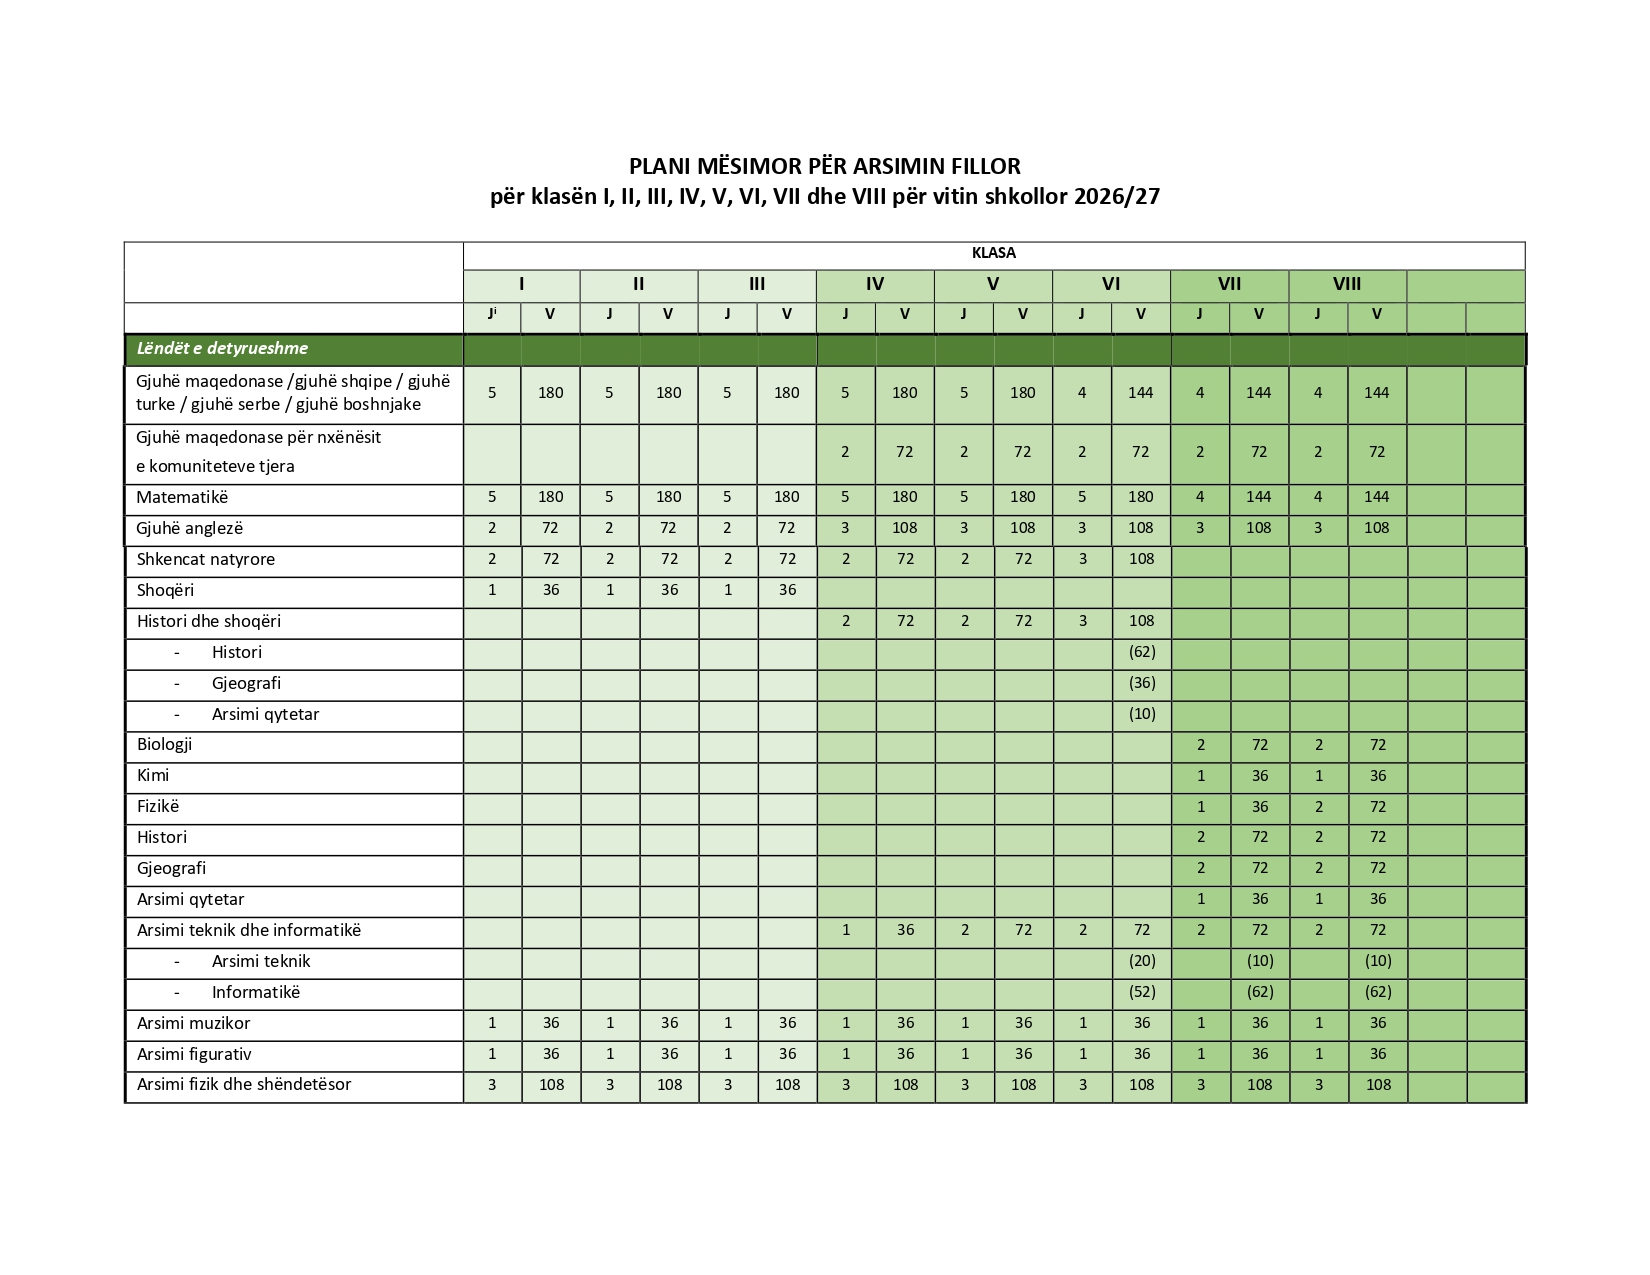 PLANI MËSIMOR PËR ARSIMIN FILLOR
për klasën I, II, III, IV, V, VI, VII dhe VIII për vitin shkollor 2026/27
KLASA
I II III IV V VI VII VIII
Jⁱ V J V J V J V J V J V J V J V
Lëndët e detyrueshme
Gjuhë maqedonase /gjuhë shqipe / gjuhë
turke / gjuhë serbe / gjuhë boshnjake
5 180 5 180 5 180 5 180 5 180 4 144 4 144 4 144
Gjuhë maqedonase për nxënësit
e komuniteteve tjera
2 72 2 72 2 72 2 72 2 72
Matematikë 5 180 5 180 5 180 5 180 5 180 5 180 4 144 4 144
Gjuhë anglezë 2 72 2 72 2 72 3 108 3 108 3 108 3 108 3 108
Shkencat natyrore 2 72 2 72 2 72 2 72 2 72 3 108
Shoqëri 1 36 1 36 1 36
Histori dhe shoqëri 2 72 2 72 3 108
- Histori (62)
- Gjeografi (36)
- Arsimi qytetar (10)
Biologji 2 72 2 72
Kimi 1 36 1 36
Fizikë 1 36 2 72
Histori 2 72 2 72
Gjeografi 2 72 2 72
Arsimi qytetar 1 36 1 36
Arsimi teknik dhe informatikë 1 36 2 72 2 72 2 72 2 72
- Arsimi teknik (20) (10) (10)
- Informatikë (52) (62) (62)
Arsimi muzikor 1 36 1 36 1 36 1 36 1 36 1 36 1 36 1 36
Arsimi figurativ 1 36 1 36 1 36 1 36 1 36 1 36 1 36 1 36
Arsimi fizik dhe shëndetësor 3 108 3 108 3 108 3 108 3 108 3 108 3 108 3 108